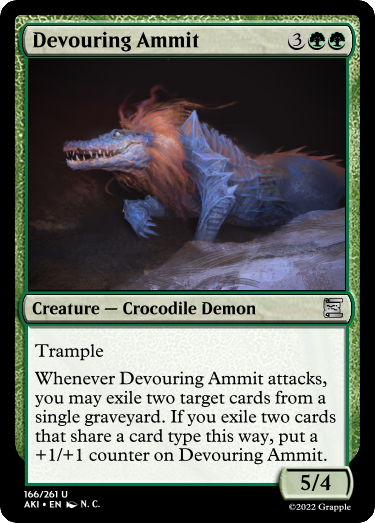 Devouring Ammit 3
Creature — Crocodile Demon
Trample
Whenever Devouring Ammit attacks,
you may exile two target cards from a
single graveyard. If you exile two cards
that share a card type this way, put a
+1/+1 counter on Devouring Ammit.
5/4
166/261 U
AKI • EN N. C.
©2022 Grapple